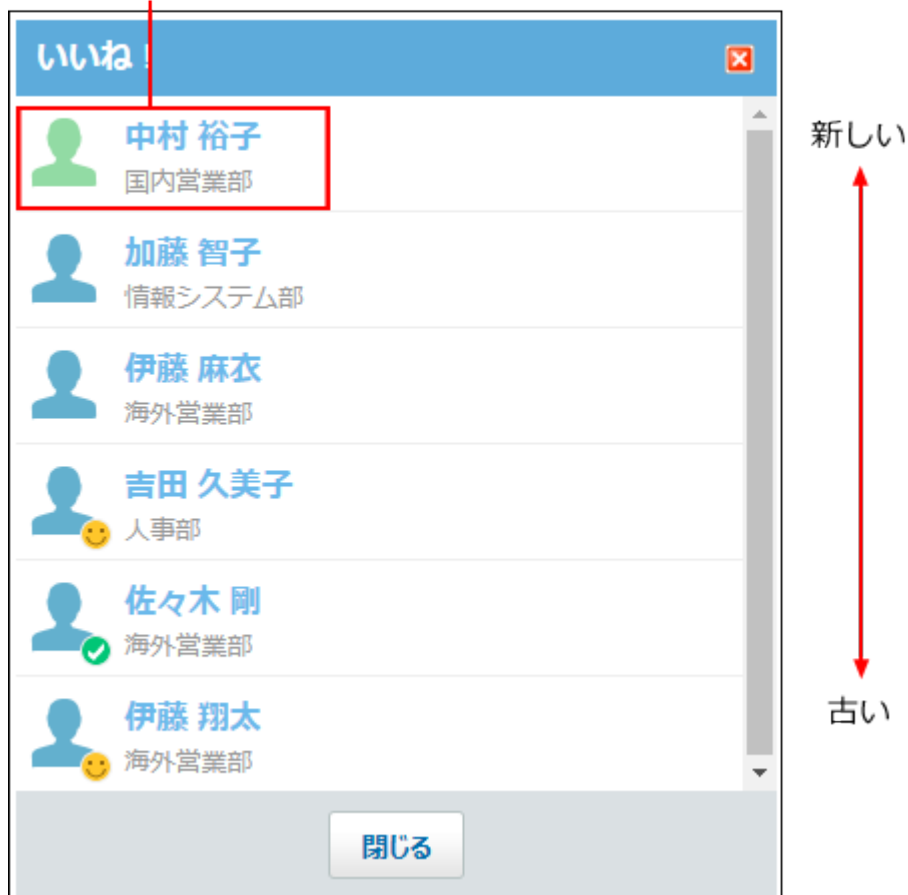 いいね！
中村 裕子
国内営業部
加藤 智子
情報システム部
伊藤 麻衣
海外営業部
吉田 久美子
人事部
佐々木 剛
海外営業部
伊藤 翔太
海外営業部
閉じる
新しい
古い